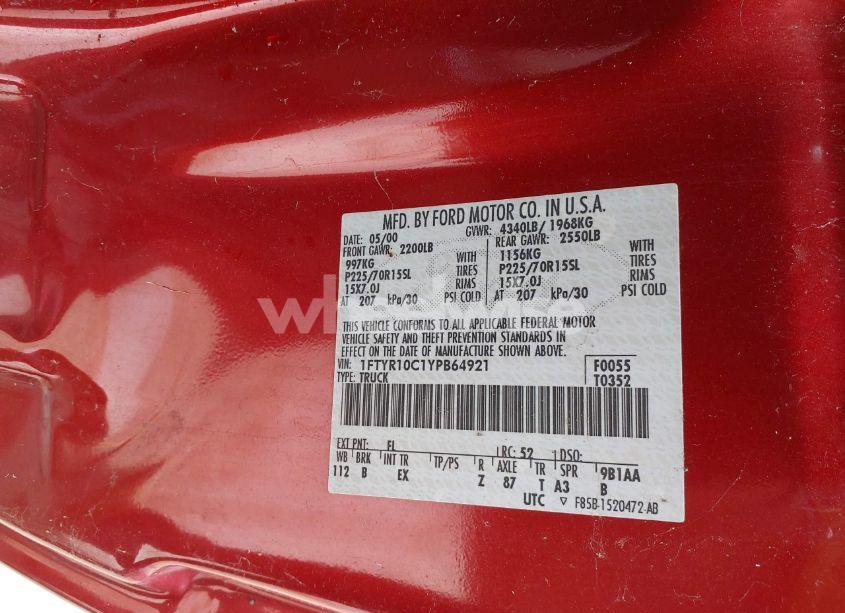 MFD. BY FORD MOTOR CO. IN U.S.A.
DATE: 05/00 GVWR: 4340LB/ 1968KG
FRONT GAWR: 2200LB REAR GAWR: 2550LB
997KG WITH 1156KG WITH
P225/70R15SL TIRES P225/70R15SL TIRES
15X7.0J RIMS 15X7.0J RIMS
AT 207 kPa/30 PSI COLD AT 207 kPa/30 PSI COLD
THIS VEHICLE CONFORMS TO ALL APPLICABLE FEDERAL MOTOR
VEHICLE SAFETY AND THEFT PREVENTION STANDARDS IN
EFFECT ON THE DATE OF MANUFACTURE SHOWN ABOVE.
VIN: 1FTYR10C1YPB64921 F0055
TYPE: TRUCK T0352
EXT PNT: FL RC: 52 DSO:
WB BRK INT TR TP/PS R AXLE TR SPR 9B1AA
112 B EX Z 87 T A3 B
UTC ▽ F85B-1520472-AB